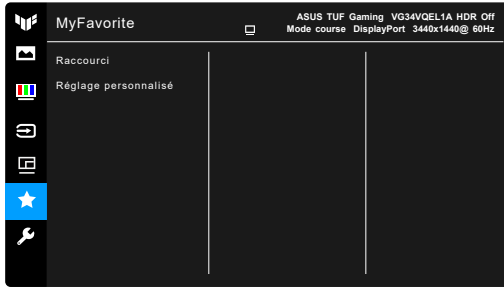 MyFavorite
ASUS TUF Gaming VG34VQEL1A HDR Off
Mode course DisplayPort 3440x1440@ 60Hz
Raccourci
Réglage personnalisé